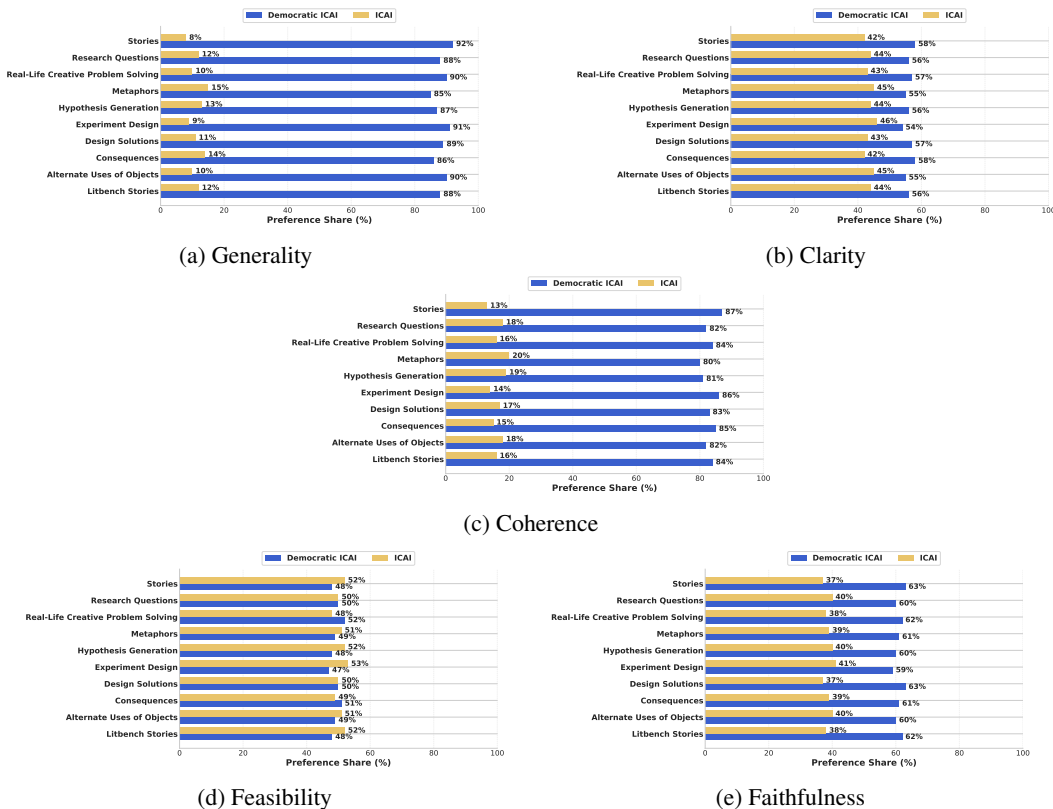 Democratic ICAI ICAI
Stories 8% 92%
Research Questions 12% 88%
Real-Life Creative Problem Solving 10% 90%
Metaphors 15% 85%
Hypothesis Generation 13% 87%
Experiment Design 9% 91%
Design Solutions 11% 89%
Consequences 14% 86%
Alternate Uses of Objects 10% 90%
Litbench Stories 12% 88%
0 20 40 60 80 100
Preference Share (%)
(a) Generality
Democratic ICAI ICAI
Stories 42% 58%
Research Questions 44% 56%
Real-Life Creative Problem Solving 43% 57%
Metaphors 45% 55%
Hypothesis Generation 44% 56%
Experiment Design 46% 54%
Design Solutions 43% 57%
Consequences 42% 58%
Alternate Uses of Objects 45% 55%
Litbench Stories 44% 56%
0 20 40 60 80 100
Preference Share (%)
(b) Clarity
Democratic ICAI ICAI
Stories 13% 87%
Research Questions 18% 82%
Real-Life Creative Problem Solving 16% 84%
Metaphors 20% 80%
Hypothesis Generation 19% 81%
Experiment Design 14% 86%
Design Solutions 17% 83%
Consequences 15% 85%
Alternate Uses of Objects 18% 82%
Litbench Stories 16% 84%
0 20 40 60 80 100
Preference Share (%)
(c) Coherence
Democratic ICAI ICAI
Stories 52% 48%
Research Questions 50% 50%
Real-Life Creative Problem Solving 48% 52%
Metaphors 51% 49%
Hypothesis Generation 52% 48%
Experiment Design 53% 47%
Design Solutions 50% 50%
Consequences 49% 51%
Alternate Uses of Objects 51% 49%
Litbench Stories 52% 48%
0 20 40 60 80 100
Preference Share (%)
(d) Feasibility
Democratic ICAI ICAI
Stories 37% 63%
Research Questions 40% 60%
Real-Life Creative Problem Solving 38% 62%
Metaphors 39% 61%
Hypothesis Generation 40% 60%
Experiment Design 41% 59%
Design Solutions 37% 63%
Consequences 39% 61%
Alternate Uses of Objects 40% 60%
Litbench Stories 38% 62%
0 20 40 60 80 100
Preference Share (%)
(e) Faithfulness